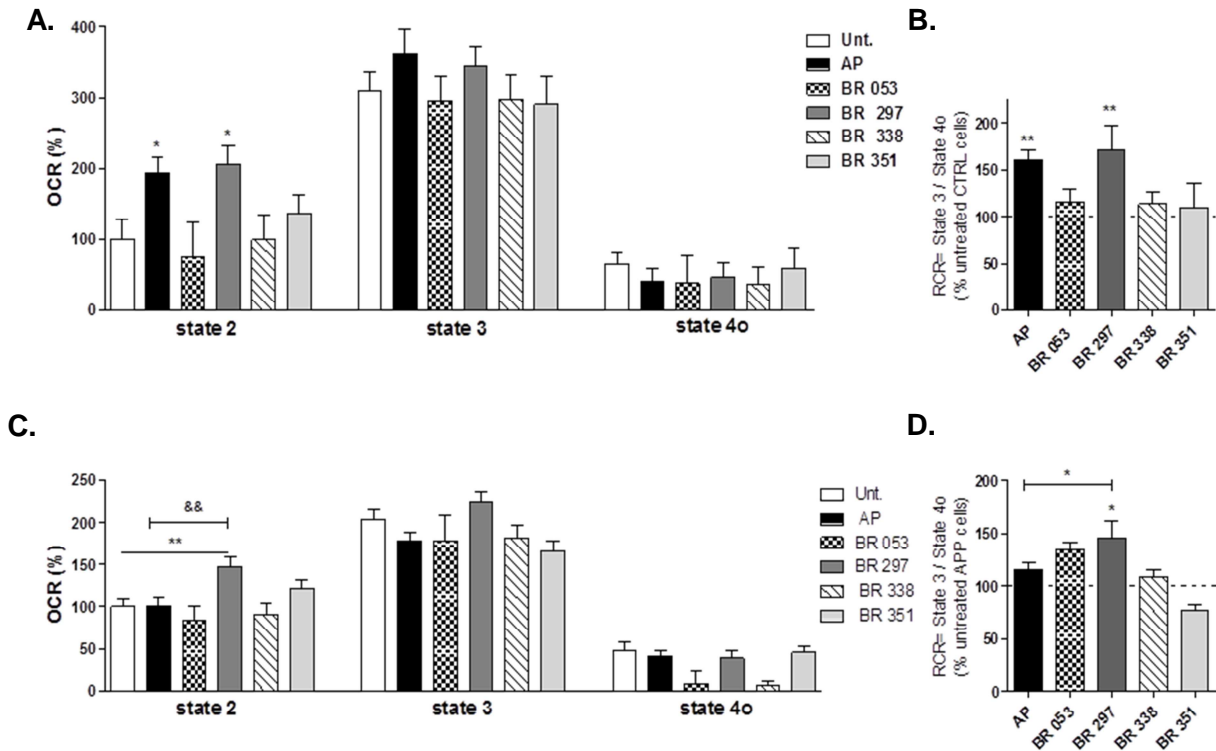 A.
400
300
200
100
0
OCR (%)
*
*
state 2
state 3
state 4o
Unt.
AP
BR 053
BR 297
BR 338
BR 351
B.
RCR= State 3 / State 4o
(% untreated CTRL cells)
200
150
100
50
0
**
**
AP
BR 053
BR 297
BR 338
BR 351
C.
250
200
150
100
50
0
OCR (%)
&&
**
state 2
state 3
state 4o
Unt.
AP
BR 053
BR 297
BR 338
BR 351
D.
RCR= State 3 / State 4o
(% untreated APP cells)
200
150
100
50
0
*
*
AP
BR 053
BR 297
BR 338
BR 351